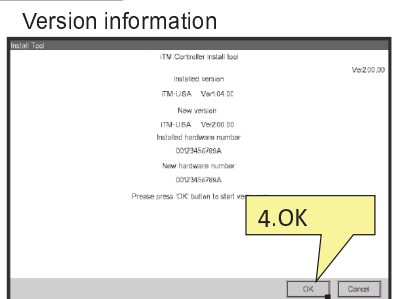 Version information
Install Tool
iTM Controller install tool
Ver2.00.00
Installed version
iTM-USA Ver1.04.00
New version
iTM-USA Ver2.00.00
Installed hardware number
00123456789A
New hardware number
00123456789A
Please press 'OK' button to start
4.OK
OK
Cancel